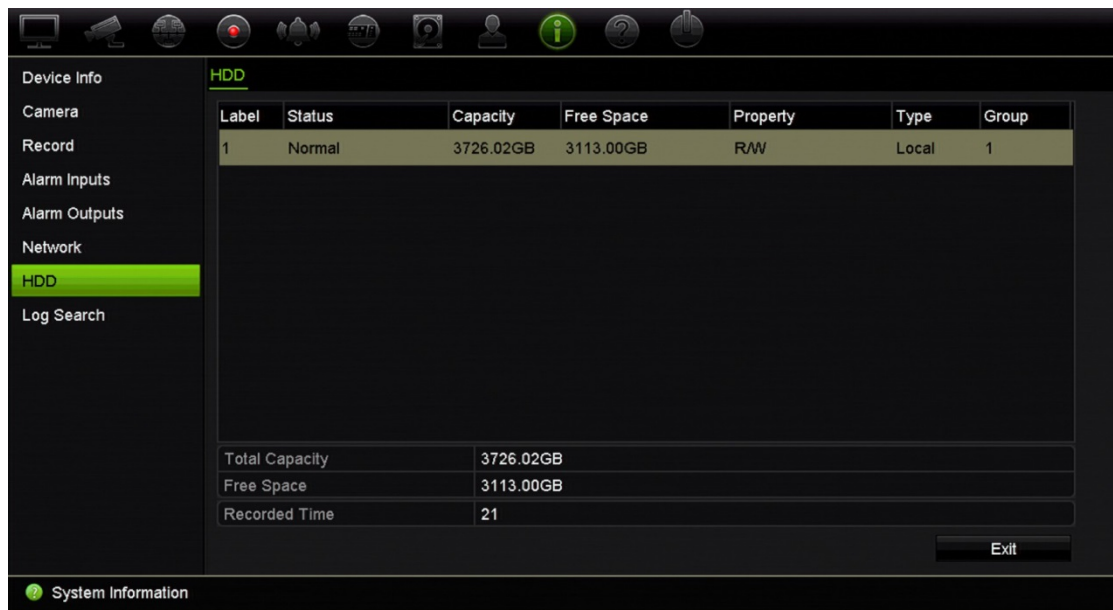 Device Info
HDD
Camera
Label Status Capacity Free Space Property Type Group
Record
1 Normal 3726.02GB 3113.00GB R/W Local 1
Alarm Inputs
Alarm Outputs
Network
HDD
Log Search
Total Capacity 3726.02GB
Free Space 3113.00GB
Recorded Time 21
Exit
System Information